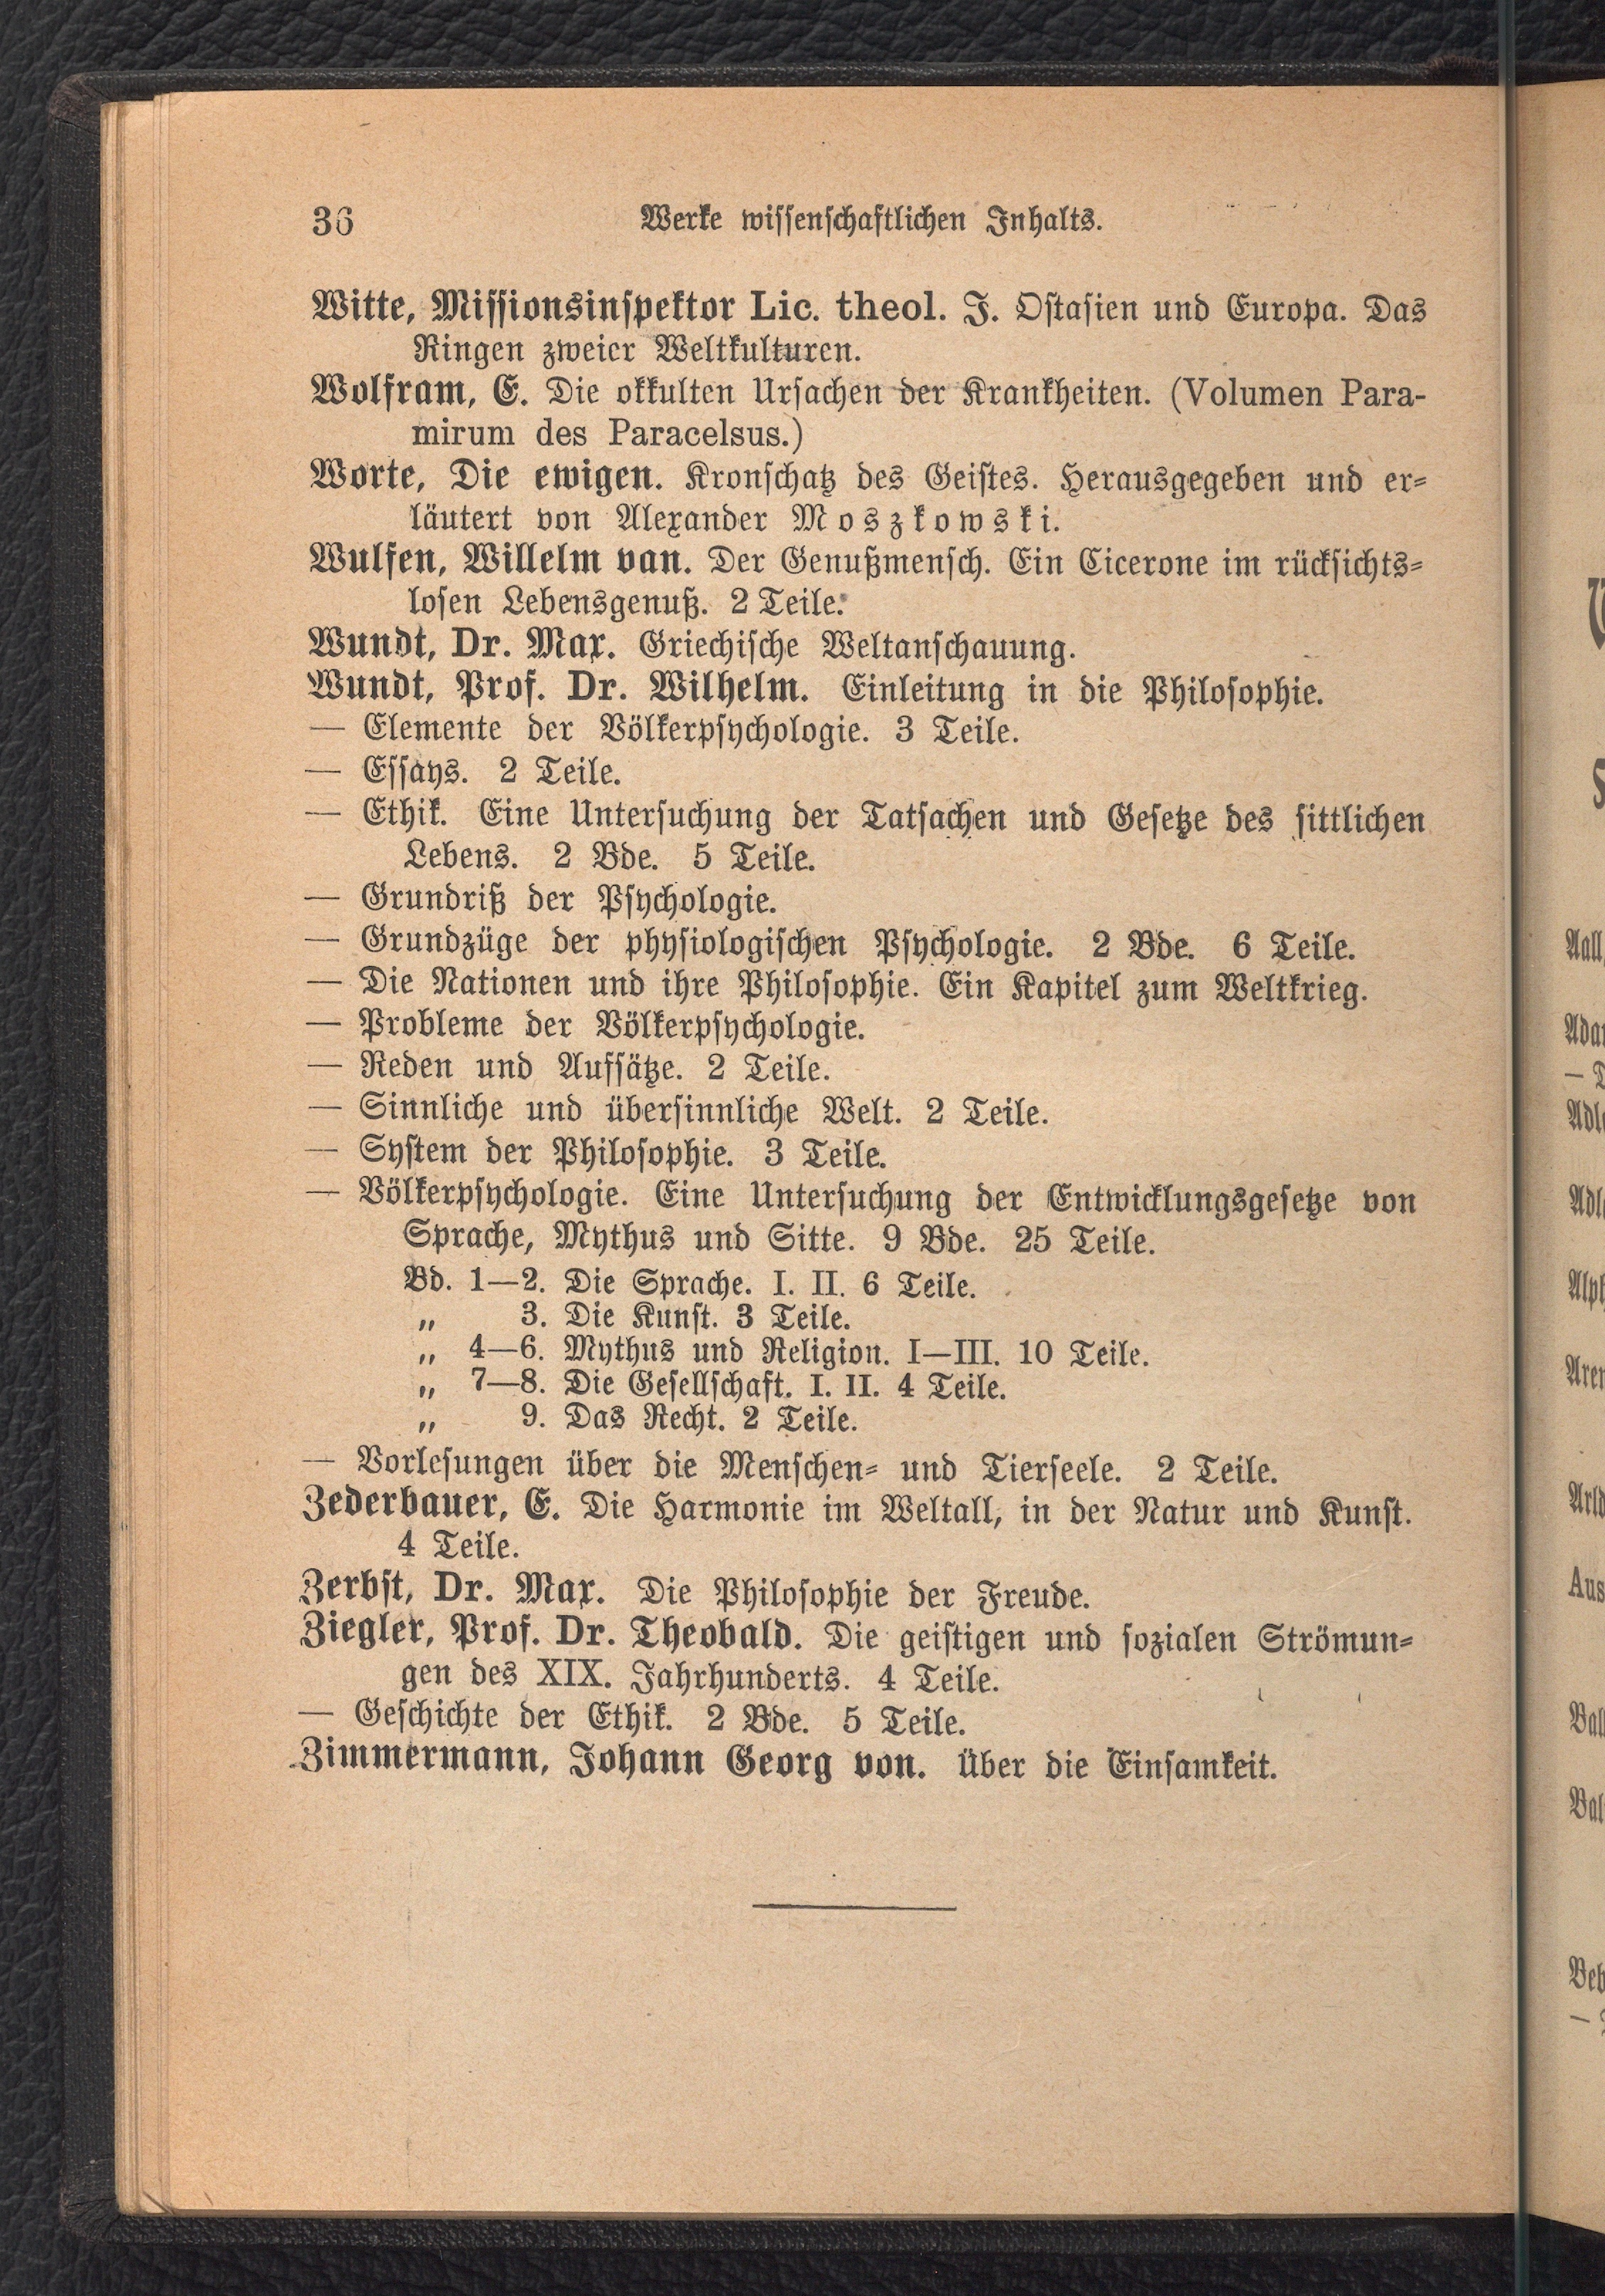 36 Werke wissenschaftlichen Inhalts.
Witte, Missionsinspektor Lic. theol. J. Ostasien und Europa. Das
Ringen zweier Weltkulturen.
Wolfram, E. Die okkulten Ursachen der Krankheiten. (Volumen Para-
mirum des Paracelsus.)
Worte, Die ewigen. Kronschatz des Geistes. Herausgegeben und er-
läutert von Alexander Moszkowski.
Wulfen, Willelm van. Der Genußmensch. Ein Cicerone im rücksichts-
losen Lebensgenuß. 2 Teile.
Wundt, Dr. Max. Griechische Weltanschauung.
Wundt, Prof. Dr. Wilhelm. Einleitung in die Philosophie.
— Elemente der Völkerpsychologie. 3 Teile.
— Essays. 2 Teile.
— Ethik. Eine Untersuchung der Tatsachen und Gesetze des sittlichen
Lebens. 2 Bde. 5 Teile.
— Grundriß der Psychologie.
— Grundzüge der physiologischen Psychologie. 2 Bde. 6 Teile.
— Die Nationen und ihre Philosophie. Ein Kapitel zum Weltkrieg.
— Probleme der Völkerpsychologie.
— Reden und Aufsätze. 2 Teile.
— Sinnliche und übersinnliche Welt. 2 Teile.
— System der Philosophie. 3 Teile.
— Völkerpsychologie. Eine Untersuchung der Entwicklungsgesetze von
Sprache, Mythus und Sitte. 9 Bde. 25 Teile.
Bd. 1—2. Die Sprache. I. II. 6 Teile.
„ 3. Die Kunst. 3 Teile.
„ 4—6. Mythus und Religion. I—III. 10 Teile.
„ 7—8. Die Gesellschaft. I. II. 4 Teile.
„ 9. Das Recht. 2 Teile.
— Vorlesungen über die Menschen- und Tierseele. 2 Teile.
Zederbauer, E. Die Harmonie im Weltall, in der Natur und Kunst.
4 Teile.
Zerbst, Dr. Max. Die Philosophie der Freude.
Ziegler, Prof. Dr. Theobald. Die geistigen und sozialen Strömun-
gen des XIX. Jahrhunderts. 4 Teile.
— Geschichte der Ethik. 2 Bde. 5 Teile.
Zimmermann, Johann Georg von. Über die Einsamkeit.